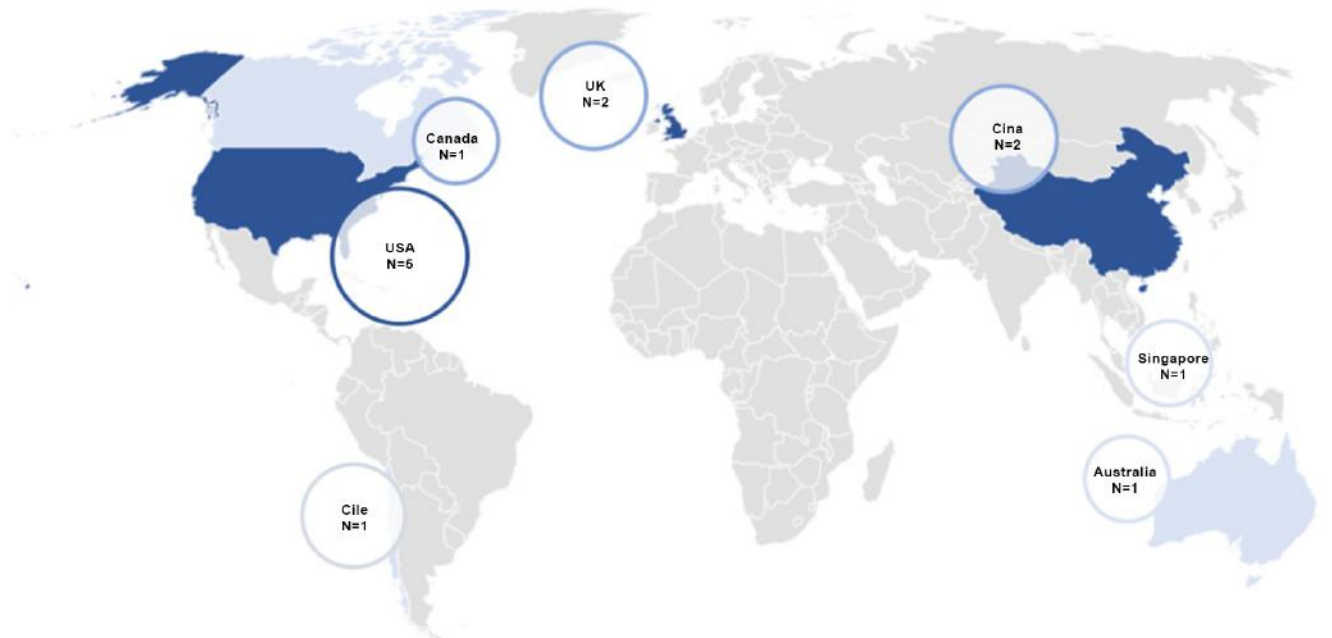 UK
N=2
Canada
N=1
Cina
N=2
USA
N=5
Singapore
N=1
Australia
N=1
Cile
N=1